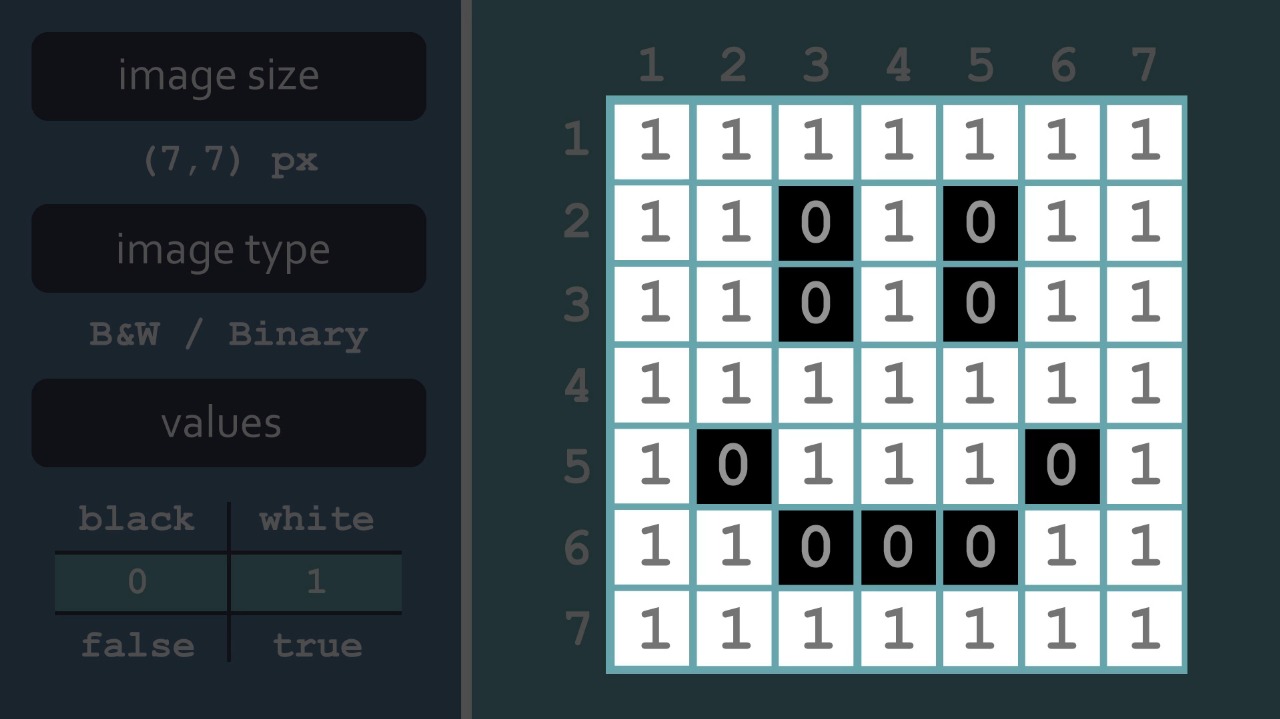 image size
(7,7) px
image type
B&W / Binary
values
black white
0 1
false true
1 2 3 4 5 6 7
1 1 1 1 1 1 1 1
2 1 1 0 1 0 1 1
3 1 1 0 1 0 1 1
4 1 1 1 1 1 1 1
5 1 0 1 1 1 0 1
6 1 1 0 0 0 1 1
7 1 1 1 1 1 1 1